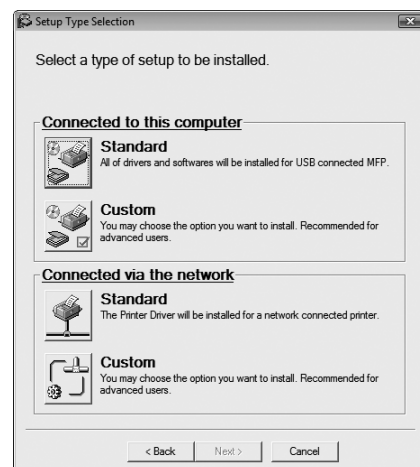 Setup Type Selection
Select a type of setup to be installed.
Connected to this computer
Standard
All of drivers and softwares will be installed for USB connected MFP.
Custom
You may choose the option you want to install. Recommended for
advanced users.
Connected via the network
Standard
The Printer Driver will be installed for a network connected printer.
Custom
You may choose the option you want to install. Recommended for
advanced users.
< Back Next > Cancel